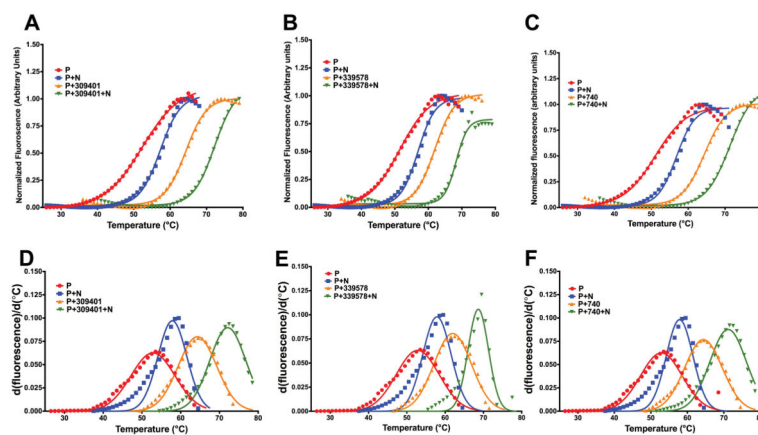 A
Normalized Fluorescence (Arbitrary Units)
1.50
1.25
1.00
0.75
0.50
0.25
0.00
P
P+N
P+309401
P+309401+N
30 40 50 60 70 80
Temperature (°C)
B
Normalized Fluorescence (Arbitrary units)
1.50
1.25
1.00
0.75
0.50
0.25
0.00
P
P+N
P+339578
P+339578+N
30 40 50 60 70 80
Temperature (°C)
C
Normalized fluorescence (arbitrary units)
1.50
1.25
1.00
0.75
0.50
0.25
0.00
P
P+N
P+740
P+740+N
30 40 50 60 70
Temperature (°C)
D
d(fluorescence)/d(°C)
0.150
0.125
0.100
0.075
0.050
0.025
0.000
P
P+N
P+309401
P+309401+N
30 40 50 60 70 80
Temperature (°C)
E
d(fluorescence)/d(°C)
0.150
0.125
0.100
0.075
0.050
0.025
0.000
P
P+N
P+339578
P+339578+N
30 40 50 60 70 80
Temperature (°C)
F
d(fluorescence)/d(°C)
0.150
0.125
0.100
0.075
0.050
0.025
0.000
P
P+N
P+740
P+740+N
30 40 50 60 70 80
Temperature (°C)